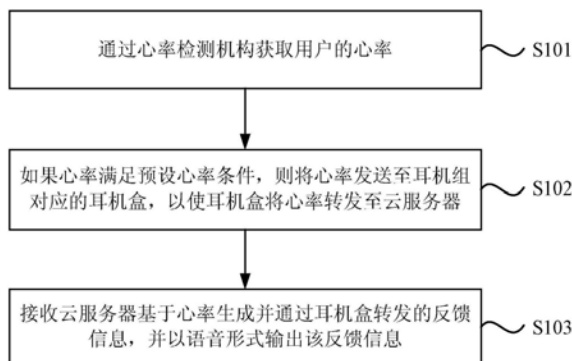 通过心率检测机构获取用户的心率
S101
如果心率满足预设心率条件，则将心率发送至耳机组
对应的耳机盒，以使耳机盒将心率转发至云服务器
S102
接收云服务器基于心率生成并通过耳机盒转发的反馈
信息，并以语音形式输出该反馈信息
S103